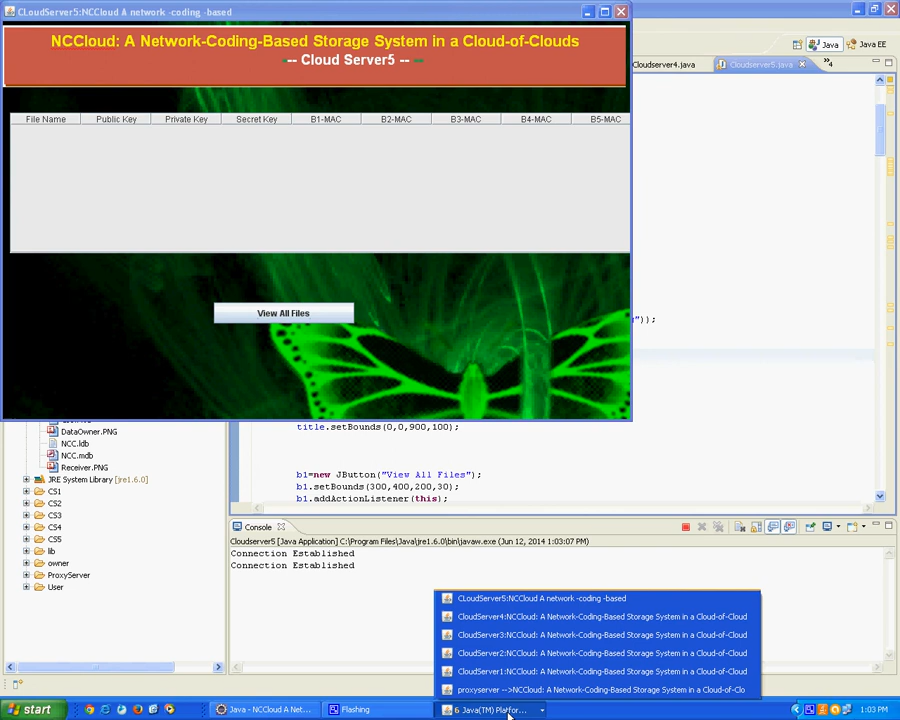 CLoudServer5:NCCloud A network -coding -based
NCCloud: A Network-Coding-Based Storage System in a Cloud-of-Clouds
-- Cloud Server5 --
File Name Public Key Private Key Secret Key B1-MAC B2-MAC B3-MAC B4-MAC B5-MAC
View All Files
Java Java EE
Cloudserver4.java Cloudserver5.java »4
"));
title.setBounds(0,0,900,100);
b1=new JButton("View All Files");
b1.setBounds(300,400,200,30);
b1.addActionListener(this);
DataOwner.PNG
NCC.ldb
NCC.mdb
Receiver.PNG
JRE System Library [jre1.6.0]
CS1
CS2
CS3
CS4
CS5
lib
owner
ProxyServer
User
Console
Cloudserver5 [Java Application] C:\Program Files\Java\jre1.6.0\bin\javaw.exe (Jun 12, 2014 1:03:07 PM)
Connection Established
Connection Established
CLoudServer5:NCCloud A network -coding -based
CloudServer4:NCCloud: A Network-Coding-Based Storage System in a Cloud-of-Cloud
CloudServer3:NCCloud: A Network-Coding-Based Storage System in a Cloud-of-Cloud
CloudServer2:NCCloud: A Network-Coding-Based Storage System in a Cloud-of-Cloud
CloudServer1:NCCloud: A Network-Coding-Based Storage System in a Cloud-of-Cloud
proxyserver -->NCCloud: A Network-Coding-Based Storage System in a Cloud-of-Clo
start Java - NCCloud A Net... Flashing 6 Java(TM) Platfor... 1:03 PM